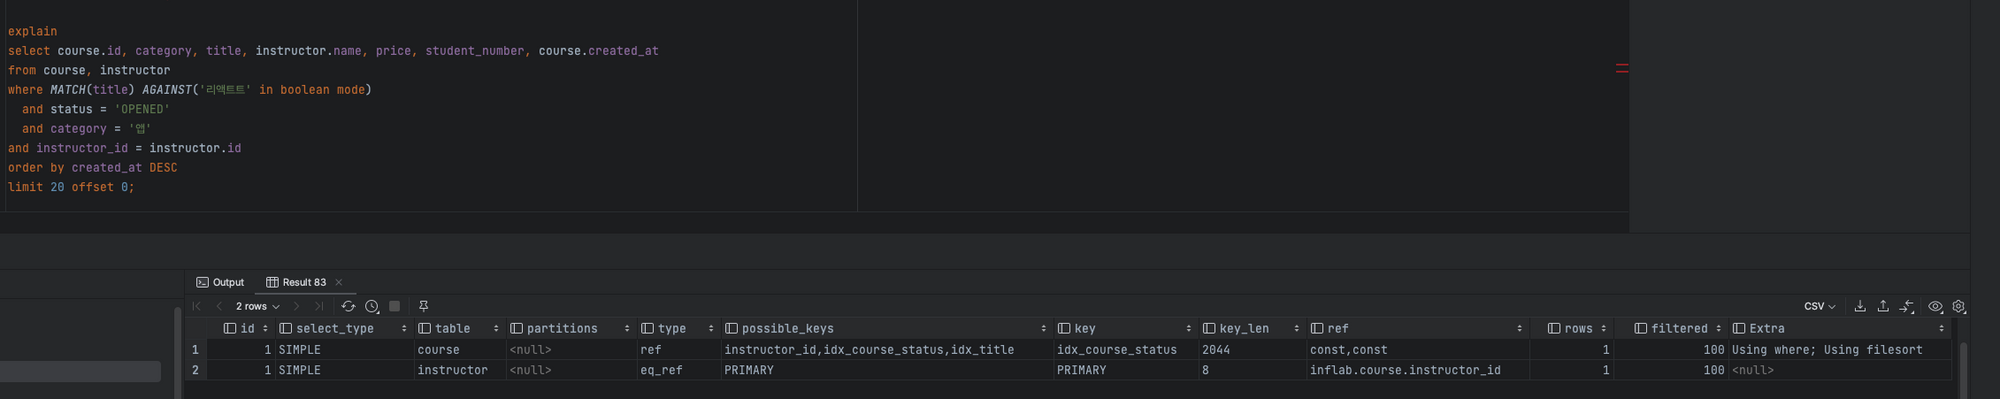 explain
select course.id, category, title, instructor.name, price, student_number, course.created_at
from course, instructor
where MATCH(title) AGAINST('리액트트' in boolean mode)
and status = 'OPENED'
and category = '앱'
and instructor_id = instructor.id
order by created_at DESC
limit 20 offset 0;
Output Result 83
2 rows CSV
id select_type table partitions type possible_keys key key_len ref rows filtered Extra
1 1 SIMPLE course <null> ref instructor_id,idx_course_status,idx_title idx_course_status 2044 const,const 1 100 Using where; Using filesort
2 1 SIMPLE instructor <null> eq_ref PRIMARY PRIMARY 8 inflab.course.instructor_id 1 100 <null>